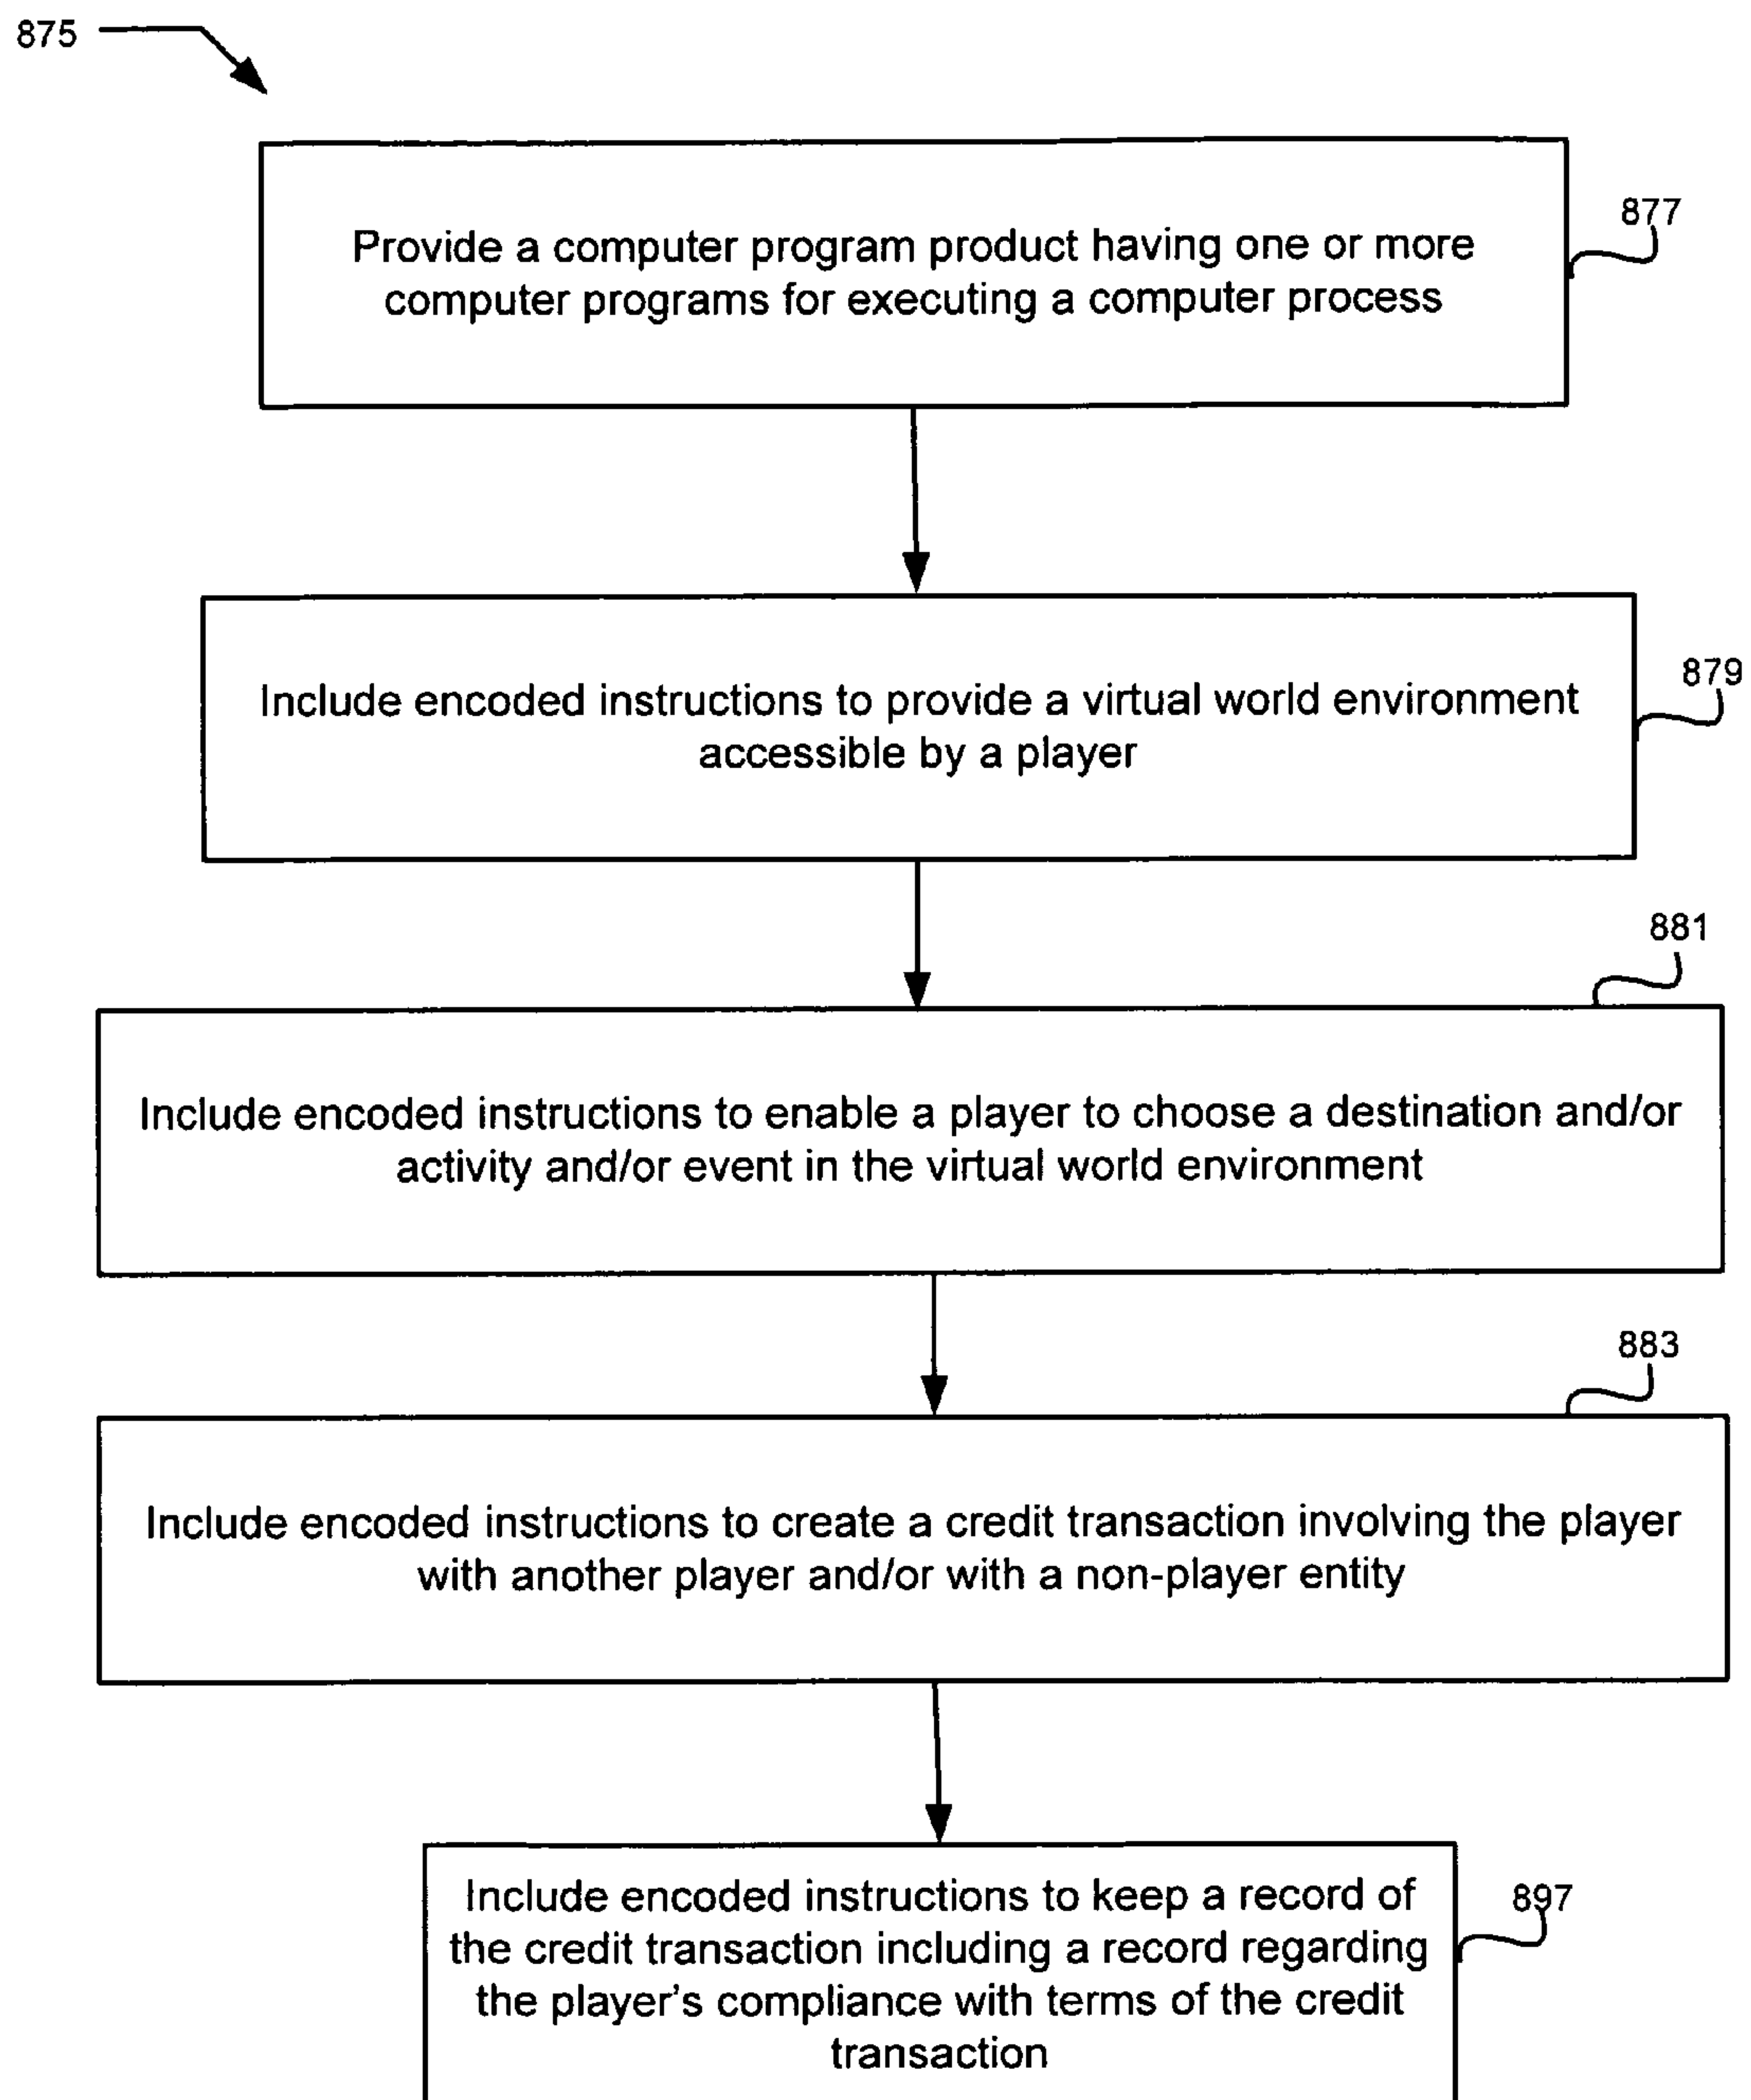 875
877
Provide a computer program product having one or more
computer programs for executing a computer process
879
Include encoded instructions to provide a virtual world environment
accessible by a player
881
Include encoded instructions to enable a player to choose a destination and/or
activity and/or event in the virtual world environment
883
Include encoded instructions to create a credit transaction involving the player
with another player and/or with a non-player entity
897
Include encoded instructions to keep a record of
the credit transaction including a record regarding
the player's compliance with terms of the credit
transaction